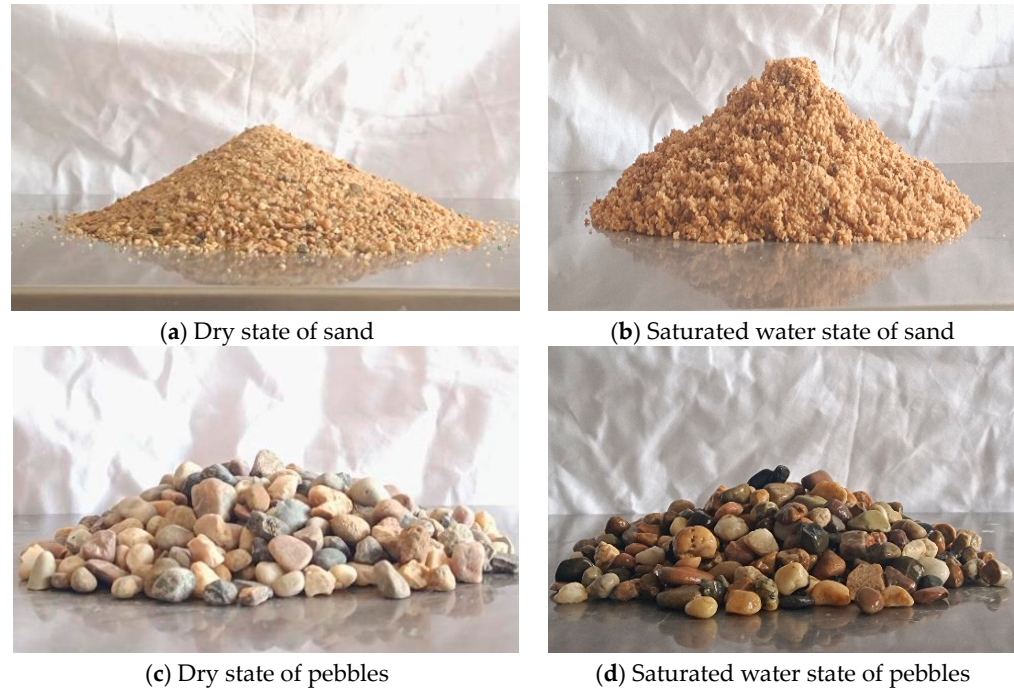 (a) Dry state of sand
(b) Saturated water state of sand
(c) Dry state of pebbles
(d) Saturated water state of pebbles